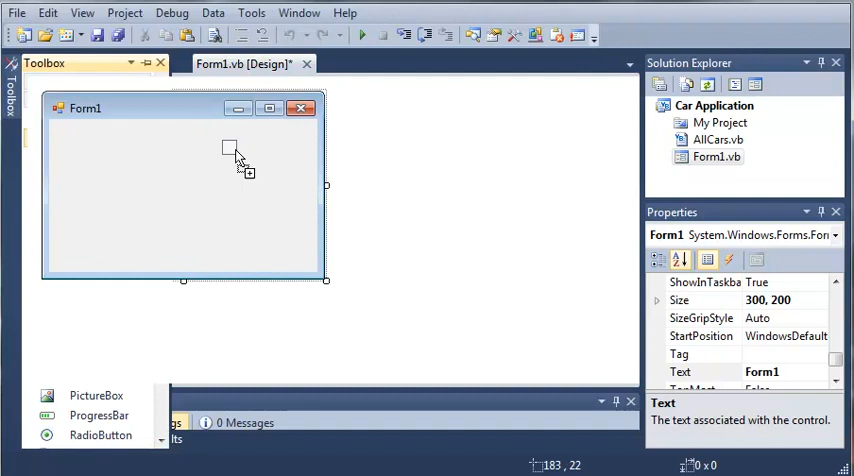 File Edit View Project Debug Data Tools Window Help
Toolbox
Form1.vb [Design]*
Toolbox
Form1
PictureBox
ProgressBar
RadioButton
0 Messages
Solution Explorer
Car Application
My Project
AllCars.vb
Form1.vb
Properties
Form1 System.Windows.Forms.For
A
Z
ShowInTaskba True
Size 300, 200
SizeGripStyle Auto
StartPosition WindowsDefault
Tag
Text Form1
Text
The text associated with the control.
183, 22
0 x 0